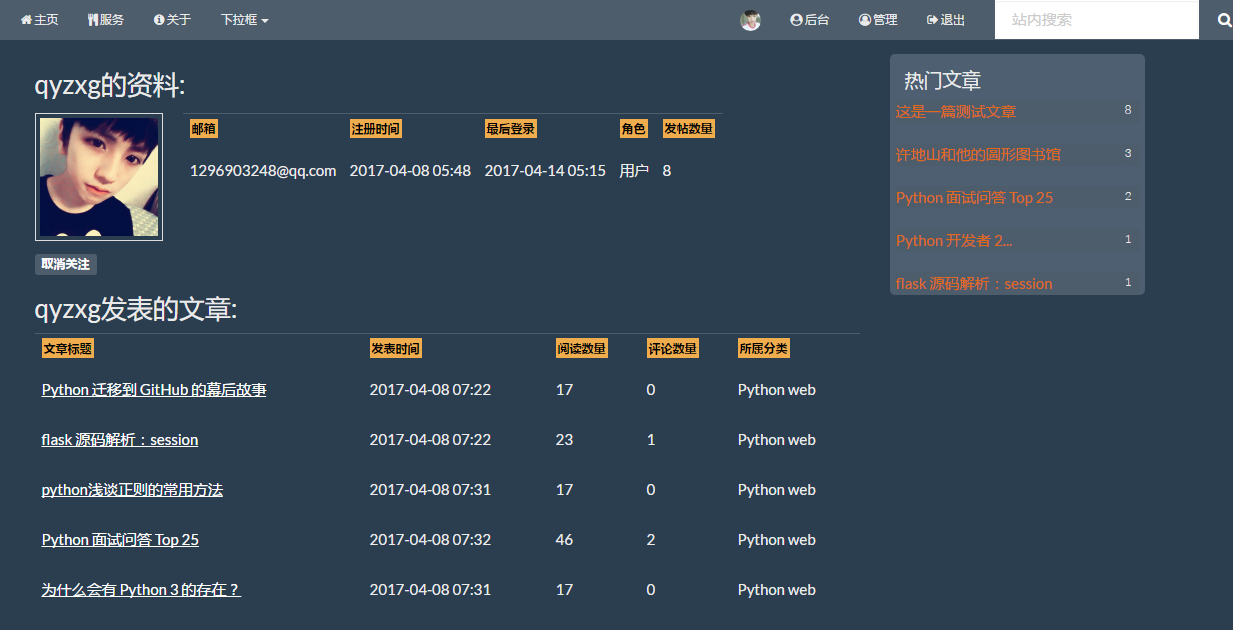 主页 服务 关于 下拉框 后台 管理 退出 站内搜索
qyzxg的资料:
邮箱 注册时间 最后登录 角色 发帖数量
1296903248@qq.com 2017-04-08 05:48 2017-04-14 05:15 用户 8
取消关注
qyzxg发表的文章:
文章标题 发表时间 阅读数量 评论数量 所属分类
Python 迁移到 GitHub 的幕后故事 2017-04-08 07:22 17 0 Python web
flask 源码解析：session 2017-04-08 07:22 23 1 Python web
python浅谈正则的常用方法 2017-04-08 07:31 17 0 Python web
Python 面试问答 Top 25 2017-04-08 07:32 46 2 Python web
为什么会有 Python 3 的存在？ 2017-04-08 07:31 17 0 Python web
热门文章
这是一篇测试文章 8
许地山和他的圆形图书馆 3
Python 面试问答 Top 25 2
Python 开发者 2... 1
flask 源码解析：session 1